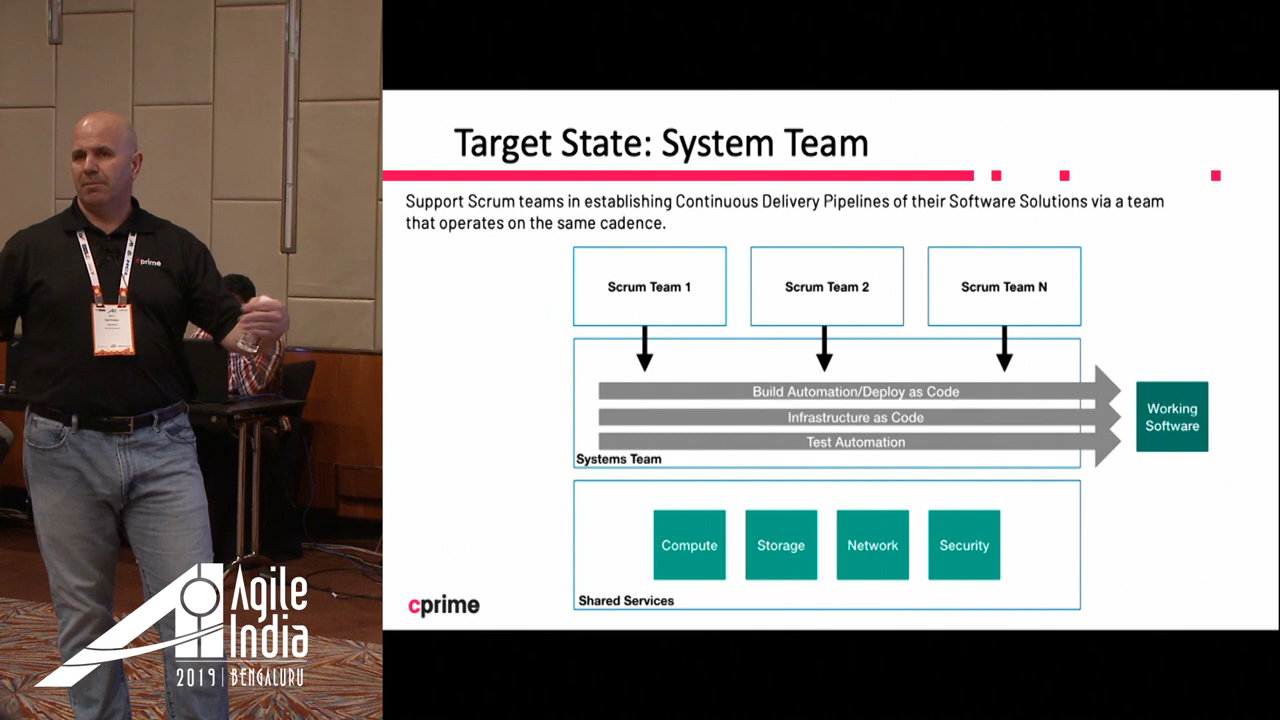 Target State: System Team
Support Scrum teams in establishing Continuous Delivery Pipelines of their Software Solutions via a team
that operates on the same cadence.
Scrum Team 1
Scrum Team 2
Scrum Team N
Build Automation/Deploy as Code
Infrastructure as Code
Test Automation
Systems Team
Working
Software
Compute
Storage
Network
Security
Shared Services
cprime
cprime
Agile
India
2019 | BENGALURU